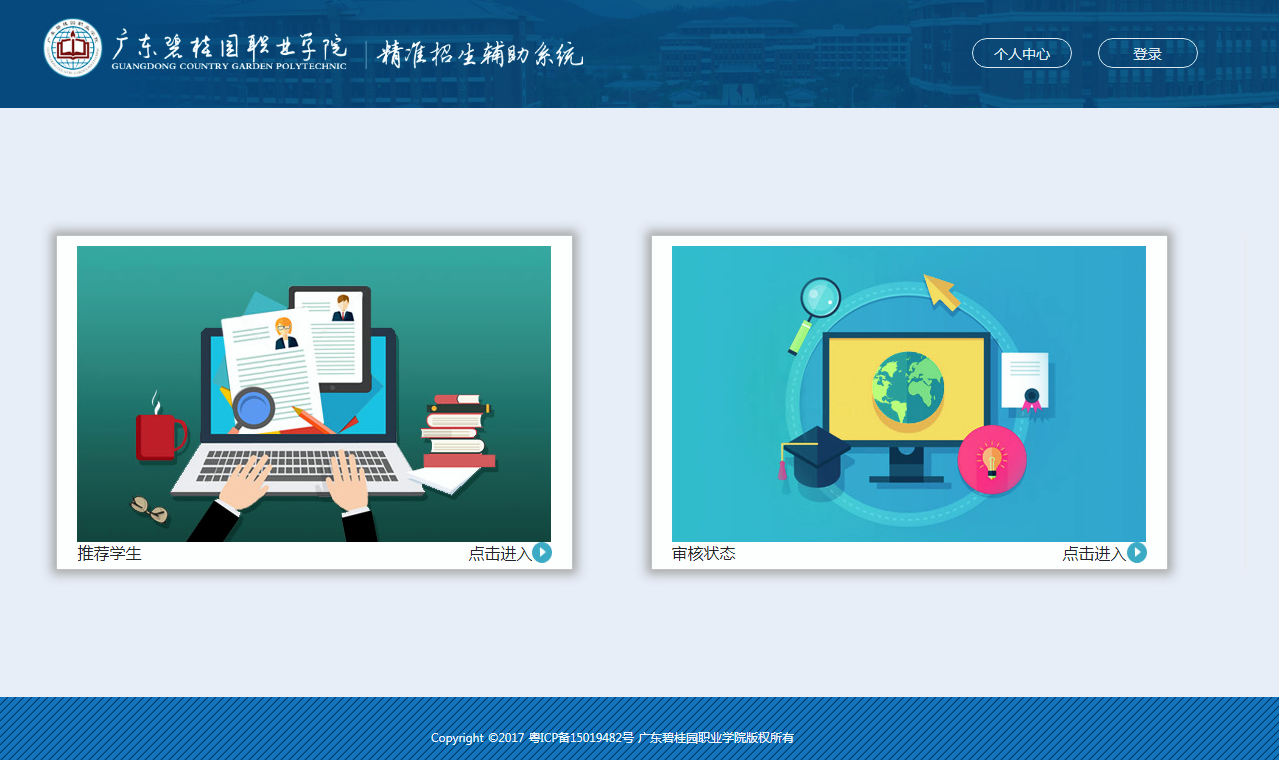 广东碧桂园职业学院
GUANGDONG COUNTRY GARDEN POLYTECHNIC
精准招生辅助系统
个人中心
登录
推荐学生
点击进入
审核状态
点击进入
Copyright ©2017 粤ICP备15019482号 广东碧桂园职业学院版权所有